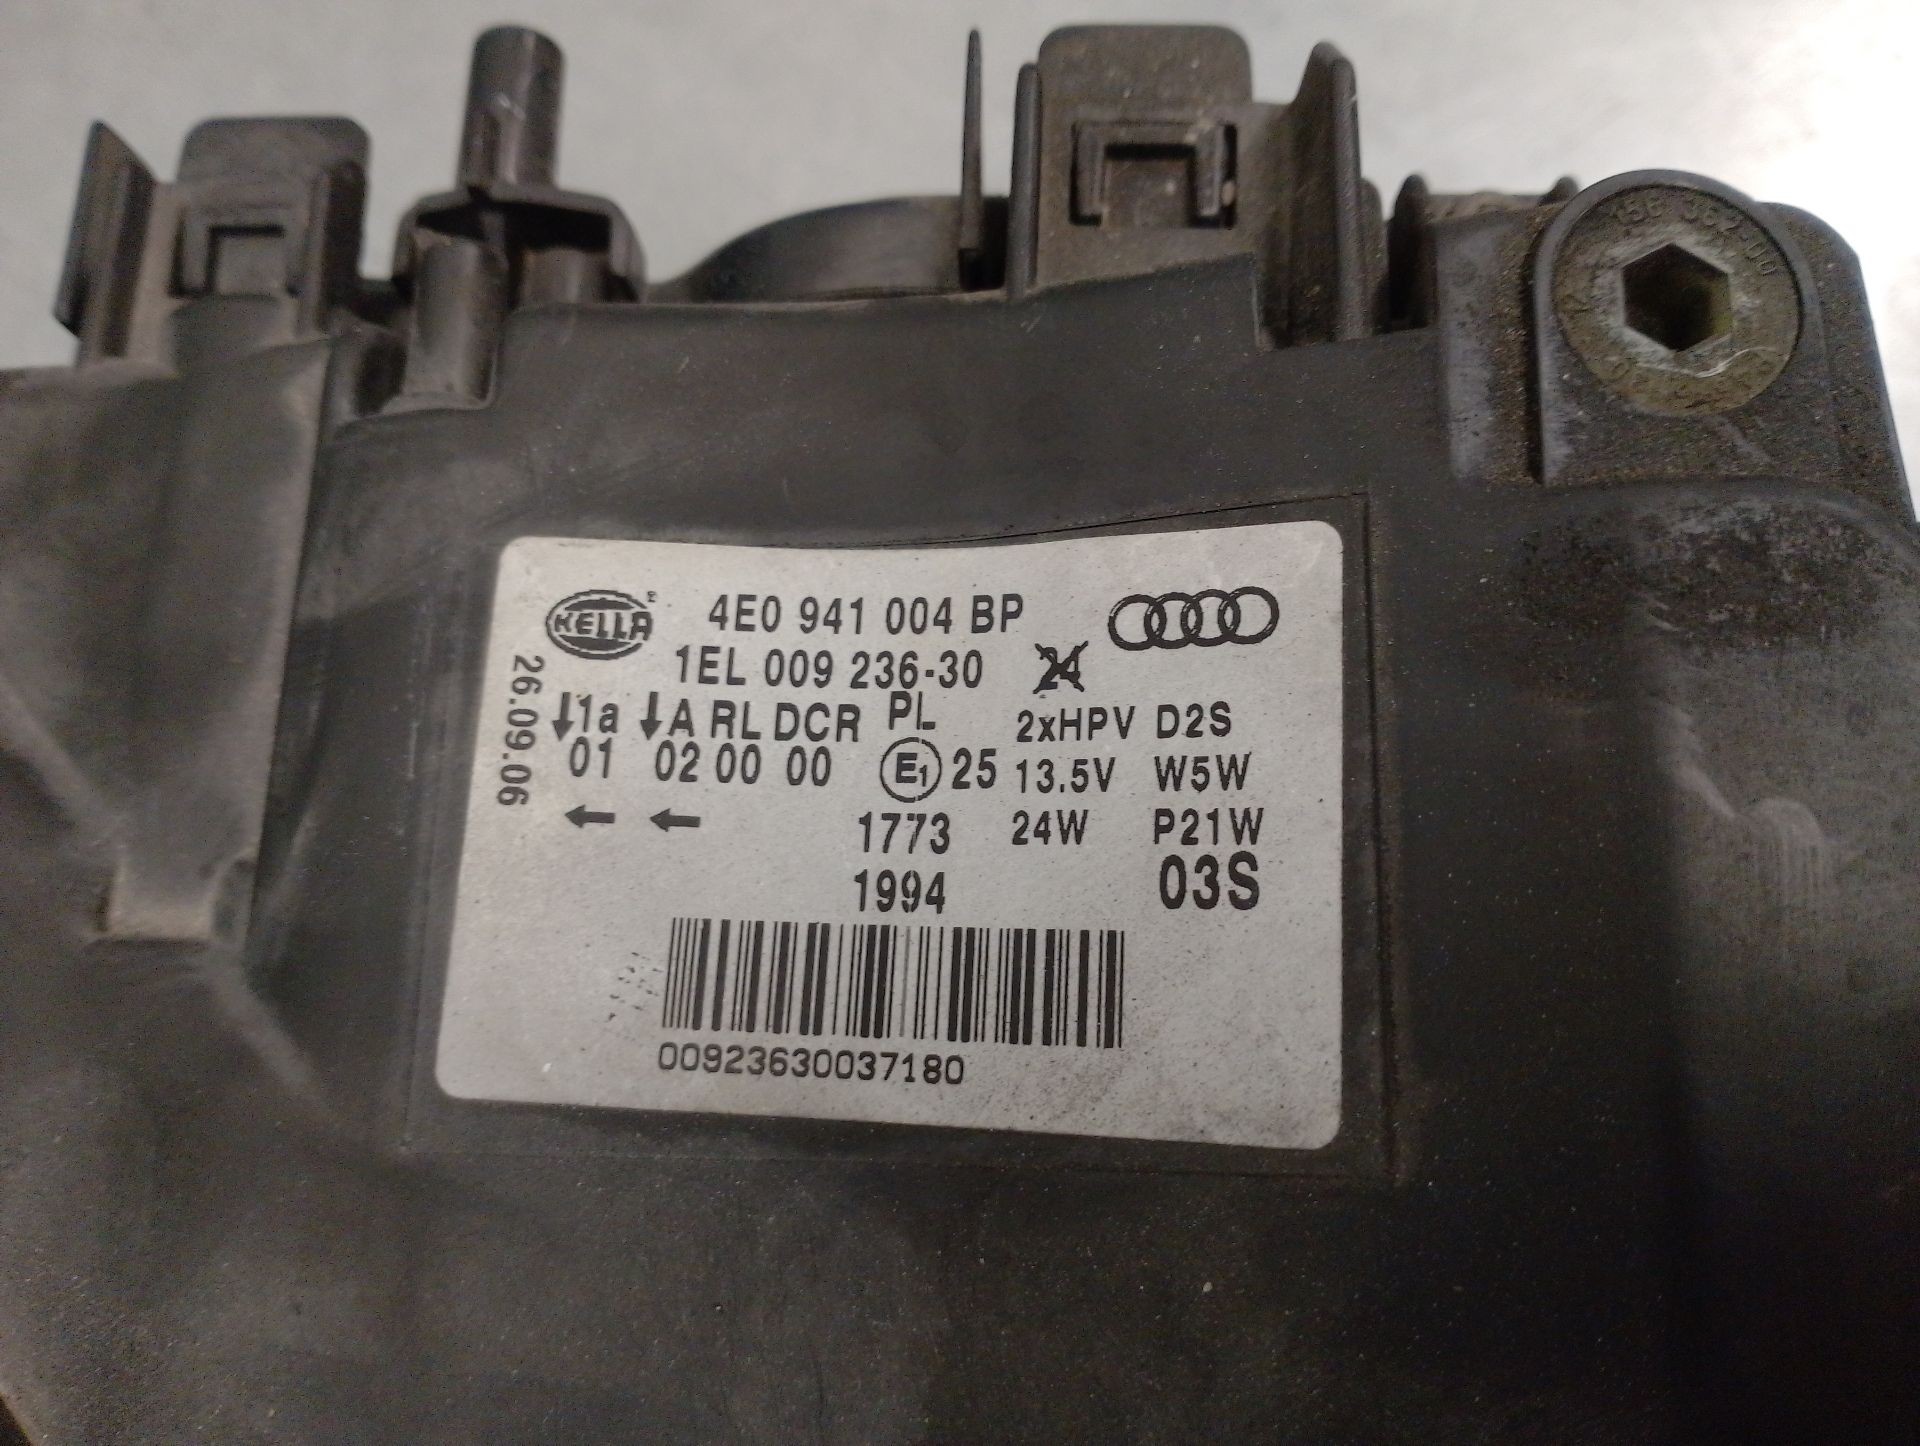 HELLA
4E0 941 004 BP
1EL 009 236-30 24
26.09.06
1a A RL DCR PL 2xHPV D2S
01 02 00 00 E1 25 13.5V W5W
1773 24W P21W
1994 03S
00923630037180